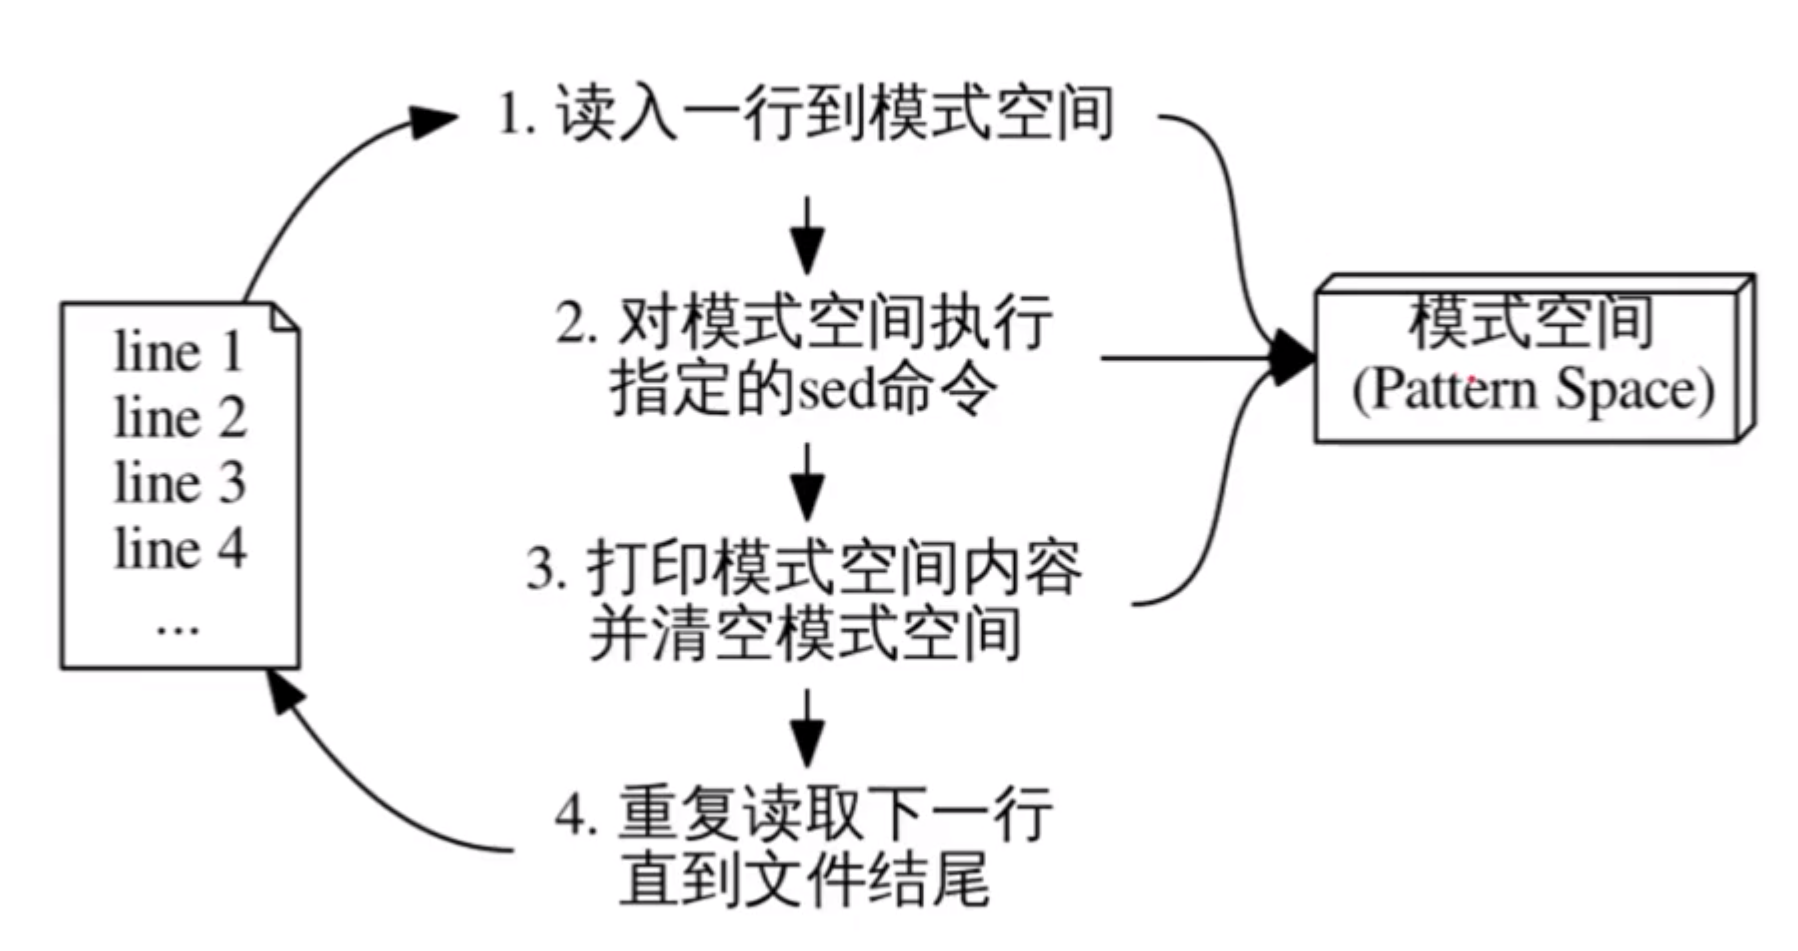 1. 读入一行到模式空间
line 1
line 2
line 3
line 4
...
2. 对模式空间执行
指定的sed命令
模式空间
(Pattern Space)
3. 打印模式空间内容
并清空模式空间
4. 重复读取下一行
直到文件结尾